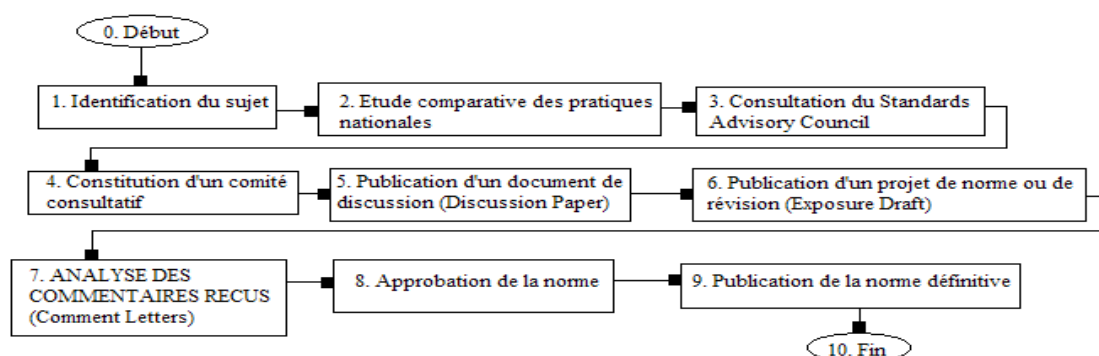 0. Début
1. Identification du sujet
2. Etude comparative des pratiques
nationales
3. Consultation du Standards
Advisory Council
4. Constitution d'un comité
consultatif
5. Publication d'un document de
discussion (Discussion Paper)
6. Publication d'un projet de norme ou de
révision (Exposure Draft)
7. ANALYSE DES
COMMENTAIRES RECUS
(Comment Letters)
8. Approbation de la norme
9. Publication de la norme définitive
10. Fin